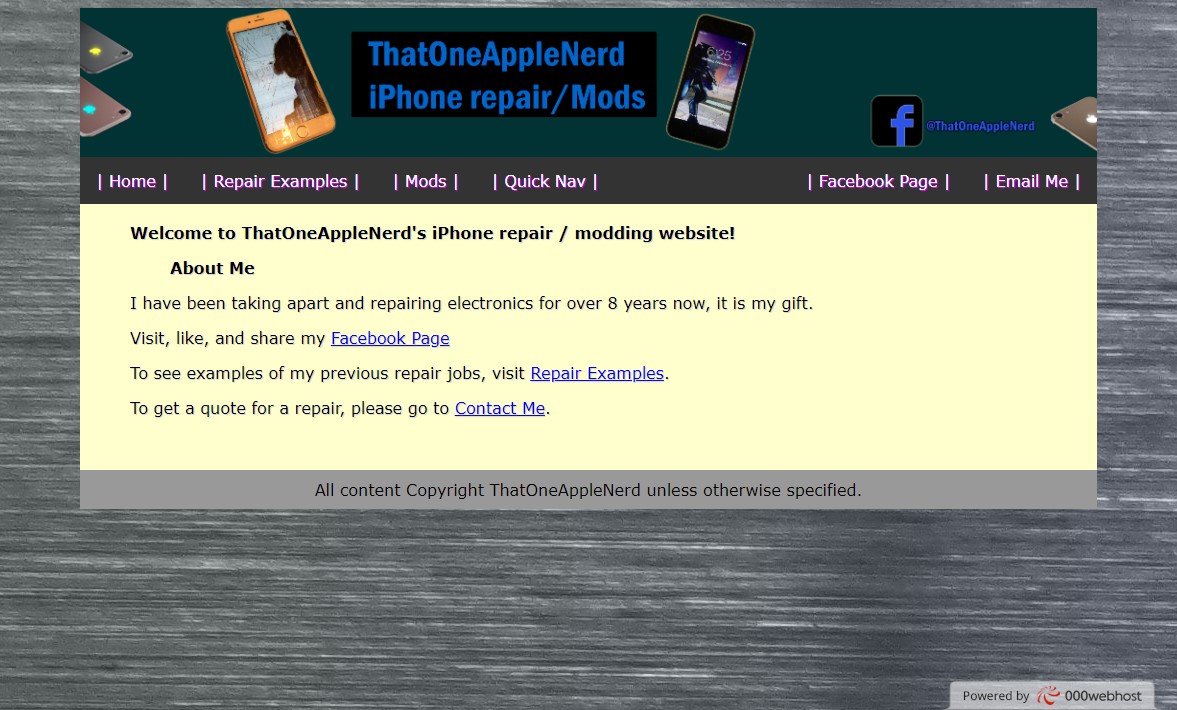 ThatOneAppleNerd
iPhone repair/Mods
6:25
@ThatOneAppleNerd
| Home | | Repair Examples | | Mods | | Quick Nav | | Facebook Page | | Email Me |
Welcome to ThatOneAppleNerd's iPhone repair / modding website!
About Me
I have been taking apart and repairing electronics for over 8 years now, it is my gift.
Visit, like, and share my Facebook Page
To see examples of my previous repair jobs, visit Repair Examples.
To get a quote for a repair, please go to Contact Me.
All content Copyright ThatOneAppleNerd unless otherwise specified.
Powered by 000webhost